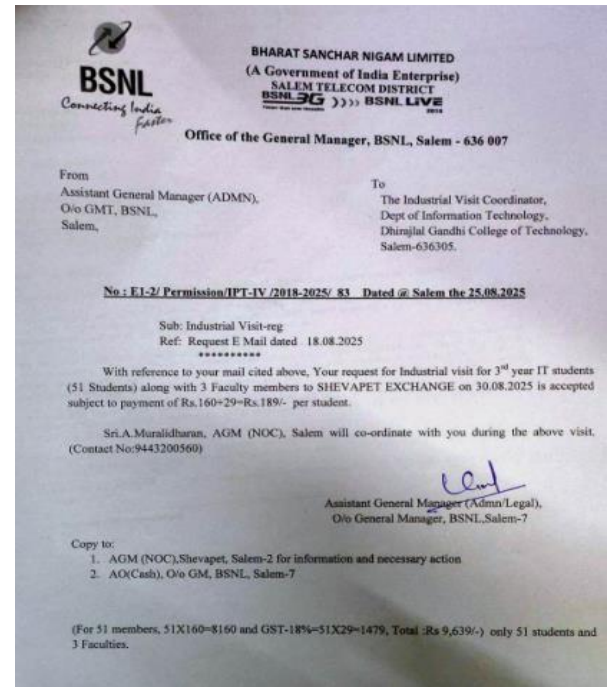 BSNL
Connecting India
Faster
BHARAT SANCHAR NIGAM LIMITED
(A Government of India Enterprise)
SALEM TELECOM DISTRICT
BSNL 3G )))) BSNL LIVE
Office of the General Manager, BSNL, Salem - 636 007
From
Assistant General Manager (ADMN),
O/o GMT, BSNL,
Salem,
To
The Industrial Visit Coordinator,
Dept of Information Technology,
Dhirajlal Gandhi College of Technology,
Salem-636305.
No : E1-2/ Permission/IPT-IV /2018-2025/ 83 Dated @ Salem the 25.08.2025
Sub: Industrial Visit-reg
Ref: Request E Mail dated 18.08.2025
**********
With reference to your mail cited above, Your request for Industrial visit for 3rd year IT students
(51 Students) along with 3 Faculty members to SHEVAPET EXCHANGE on 30.08.2025 is accepted
subject to payment of Rs.160+29=Rs.189/- per student.
Sri.A.Muralidharan, AGM (NOC), Salem will co-ordinate with you during the above visit.
(Contact No:9443200560)
Assistant General Manager (Admn/Legal),
O/o General Manager, BSNL,Salem-7
Copy to:
1. AGM (NOC),Shevapet, Salem-2 for information and necessary action
2. AO(Cash), O/o GM, BSNL, Salem-7
(For 51 members, 51X160=8160 and GST-18%=51X29=1479, Total :Rs 9,639/-) only 51 students and
3 Faculties.